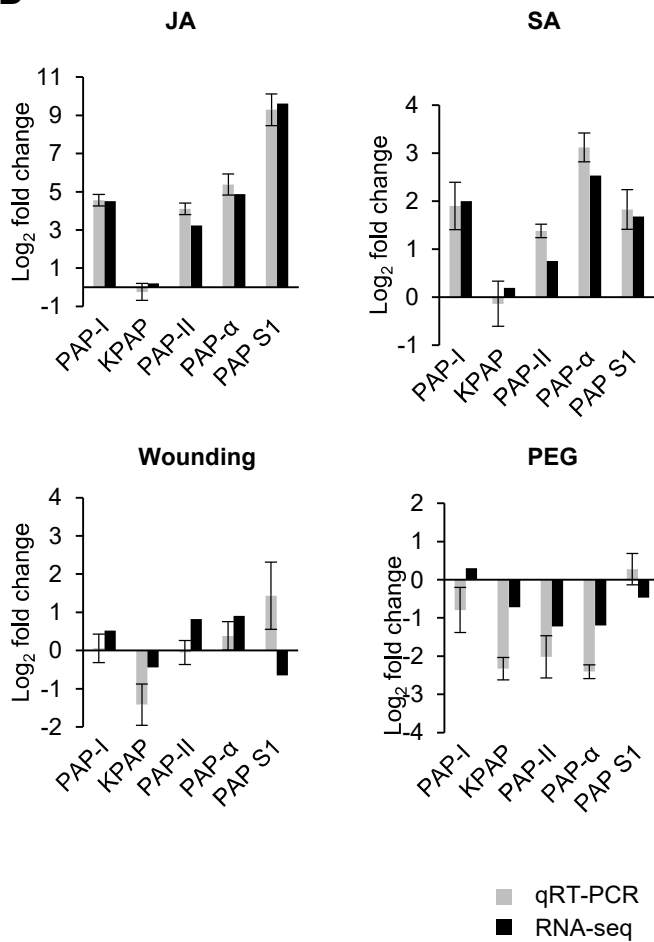 JA
SA
11
9
7
5
3
1
-1
Log2 fold change
PAP-I
KPAP
PAP-II
PAP-α
PAP S1
4
3
2
1
0
-1
Log2 fold change
PAP-I
KPAP
PAP-II
PAP-α
PAP S1
Wounding
PEG
4
3
2
1
0
-1
-2
Log2 fold change
PAP-I
KPAP
PAP-II
PAP-α
PAP S1
2
1
0
-1
-2
-3
-4
Log2 fold change
PAP-I
KPAP
PAP-II
PAP-α
PAP S1
qRT-PCR
RNA-seq